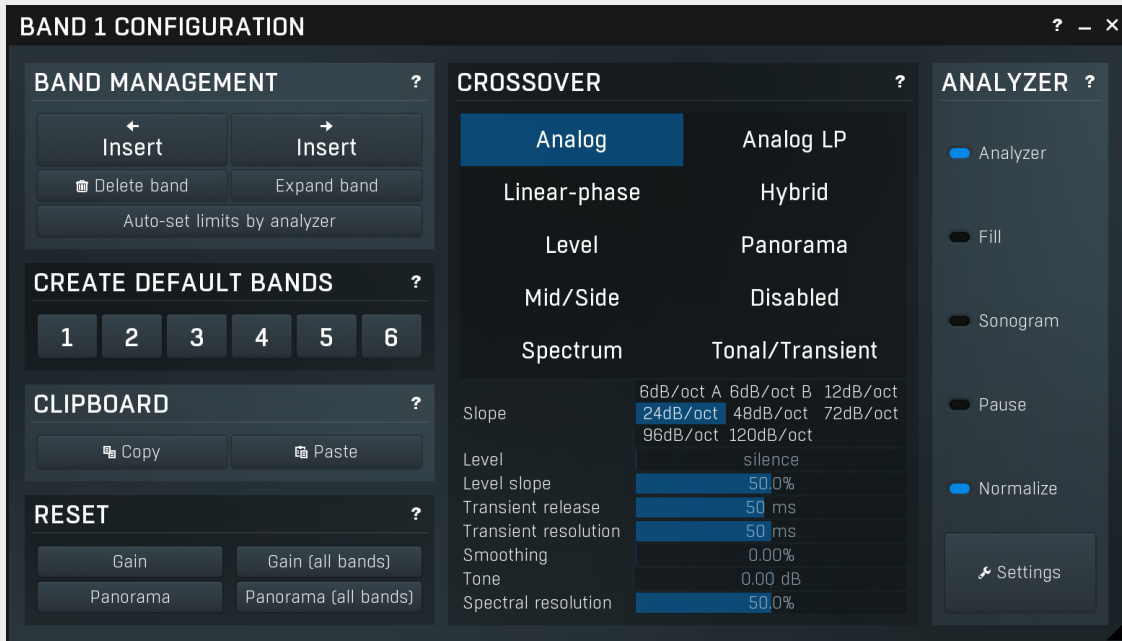 BAND 1 CONFIGURATION ?
BAND MANAGEMENT ?
Insert Insert
Delete band Expand band
Auto-set limits by analyzer
CREATE DEFAULT BANDS ?
1 2 3 4 5 6
CLIPBOARD ?
Copy Paste
RESET ?
Gain Gain (all bands)
Panorama Panorama (all bands)
CROSSOVER ?
Analog Analog LP
Linear-phase Hybrid
Level Panorama
Mid/Side Disabled
Spectrum Tonal/Transient
6dB/oct A 6dB/oct B 12dB/oct
Slope 24dB/oct 48dB/oct 72dB/oct
96dB/oct 120dB/oct
Level silence
Level slope 50.0%
Transient release 50 ms
Transient resolution 50 ms
Smoothing 0.00%
Tone 0.00 dB
Spectral resolution 50.0%
ANALYZER ?
Analyzer
Fill
Sonogram
Pause
Normalize
Settings